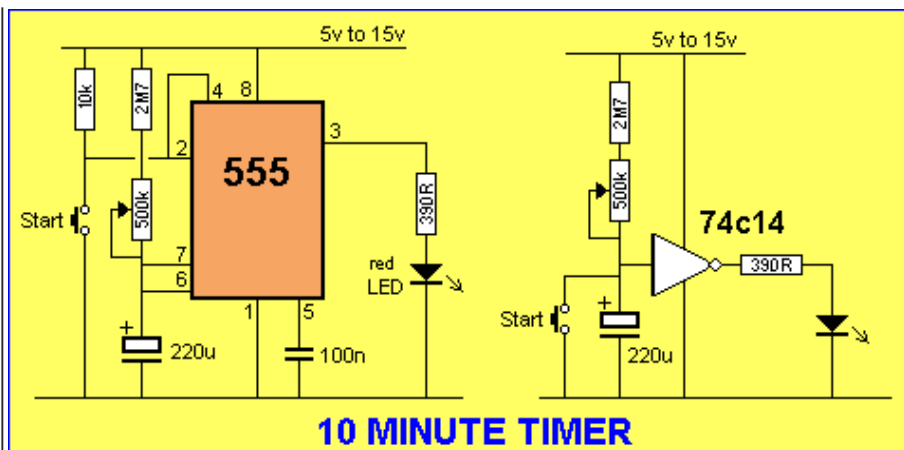 5v to 15v
10k
2M7
4
8
2
3
555
500k
Start
390R
7
6
red
LED
1
5
+
220u
100n
5v to 15v
2M7
500k
74c14
390R
Start
+
220u
10 MINUTE TIMER